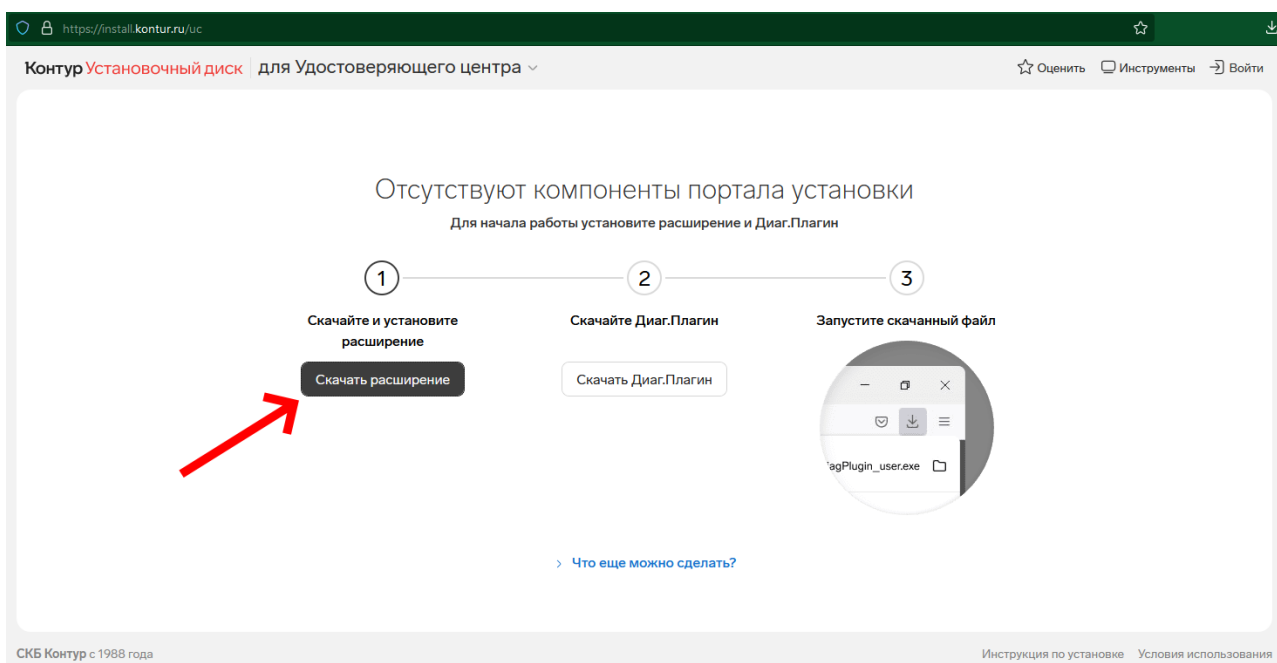 https://install.kontur.ru/uc
Контур Установочный диск для Удостоверяющего центра
Оценить Инструменты Войти
Отсутствуют компоненты портала установки
Для начала работы установите расширение и Диаг.Плагин
1 2 3
Скачайте и установите расширение
Скачать расширение
Скачайте Диаг.Плагин
Скачать Диаг.Плагин
Запустите скачанный файл
agPlugin_user.exe
Что еще можно сделать?
СКБ Контур с 1988 года
Инструкция по установке Условия использования